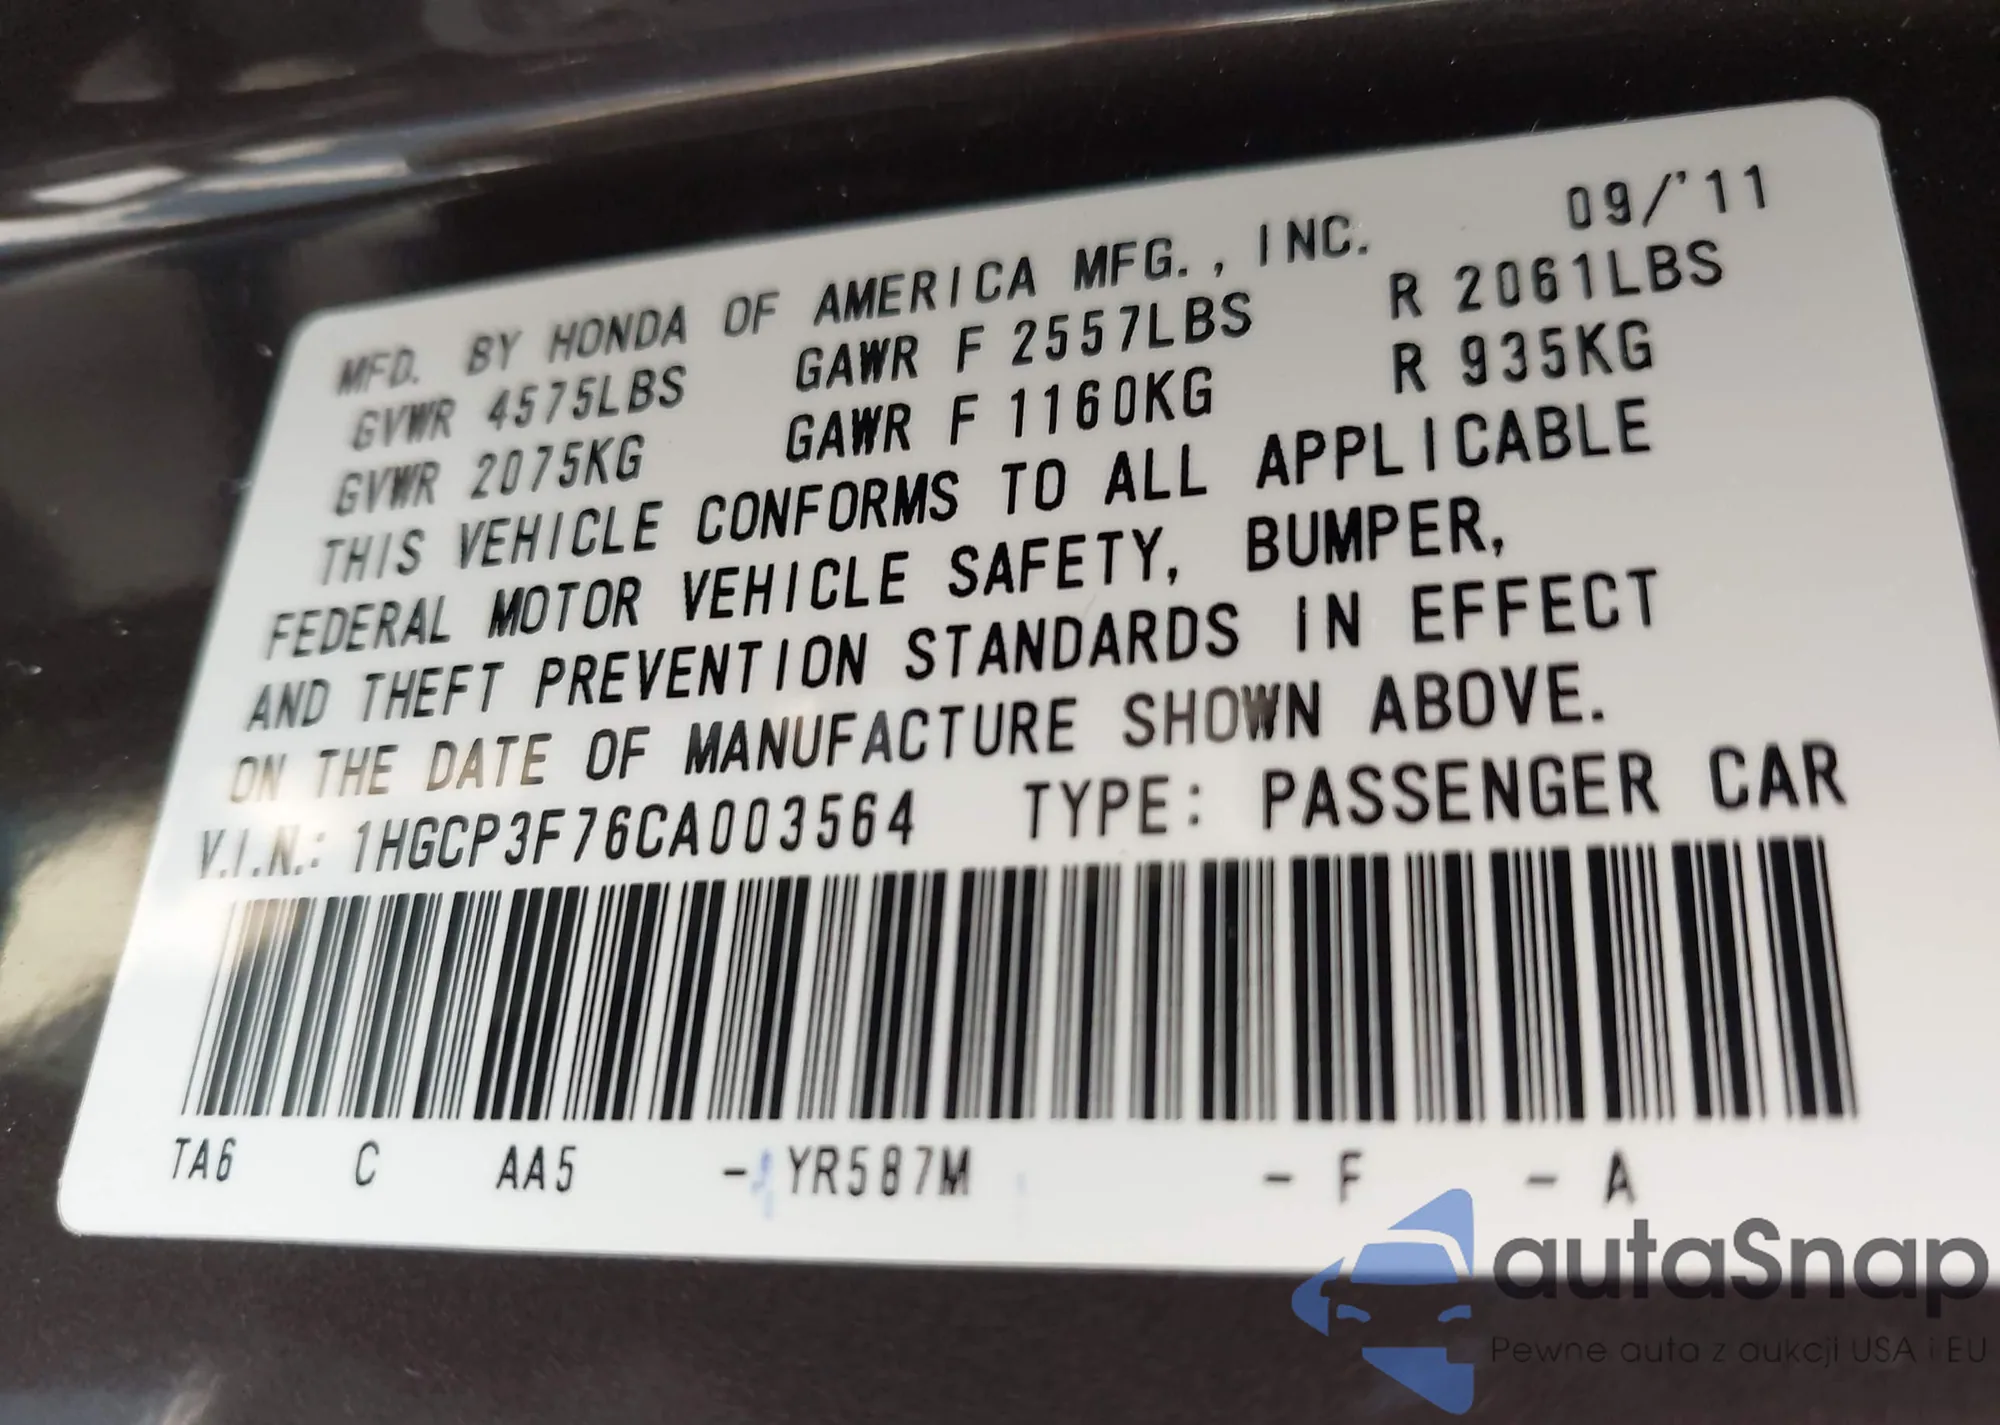 09/'11
MFD. BY HONDA OF AMERICA MFG., INC.
GVWR 4575LBS GAWR F 2557LBS R 2061LBS
GVWR 2075KG GAWR F 1160KG R 935KG
THIS VEHICLE CONFORMS TO ALL APPLICABLE
FEDERAL MOTOR VEHICLE SAFETY, BUMPER,
AND THEFT PREVENTION STANDARDS IN EFFECT
ON THE DATE OF MANUFACTURE SHOWN ABOVE.
V.I.N.: 1HGCP3F76CA003564 TYPE: PASSENGER CAR
TA6 C AA5 - YR587M - F - A
autaSnap
Pewne auta z aukcji USA i EU